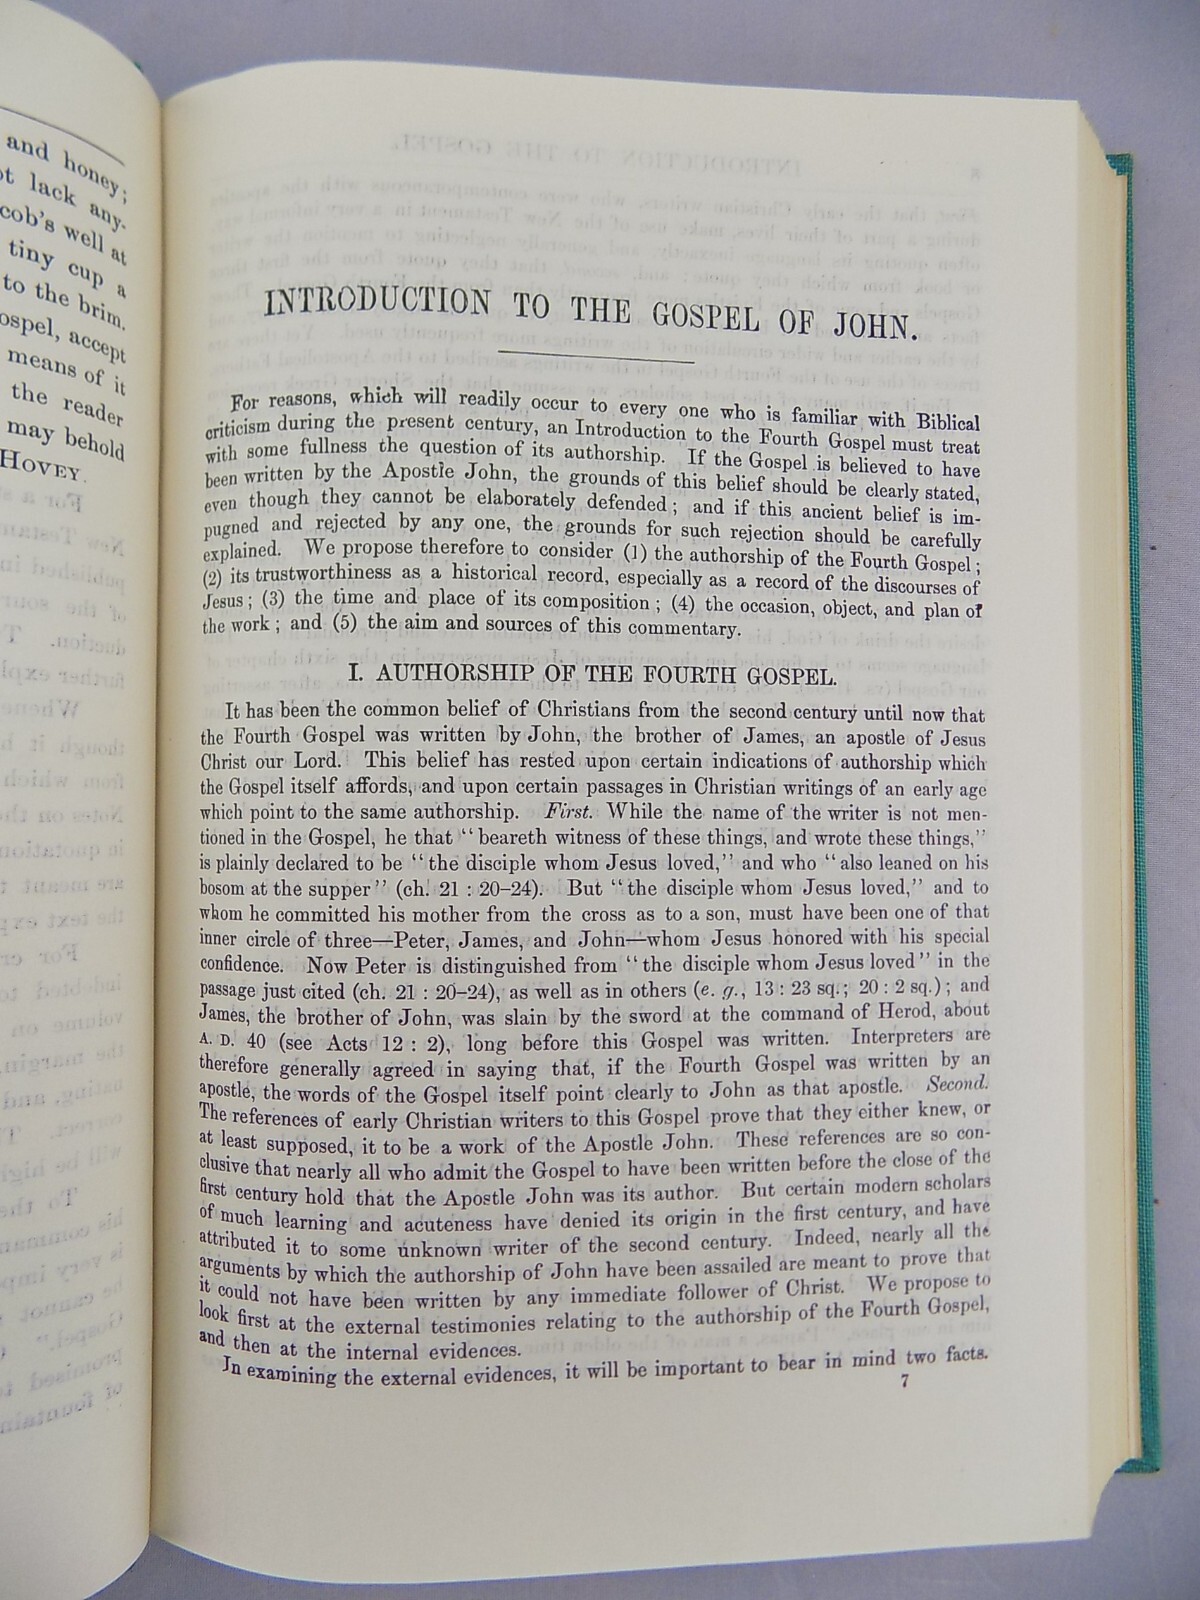 and honey;
lack any-
cob's well at
tiny cup a
to the brim.
ospel, accept
means of it
the reader
may behold
HOVEY.
INTRODUCTION TO THE GOSPEL OF JOHN.
For reasons, which will readily occur to every one who is familiar with Biblical
criticism during the present century, an Introduction to the Fourth Gospel must treat
with some fullness the question of its authorship. If the Gospel is believed to have
been written by the Apostle John, the grounds of this belief should be clearly stated,
even though they cannot be elaborately defended; and if this ancient belief is im-
pugned and rejected by any one, the grounds for such rejection should be carefully
explained. We propose therefore to consider (1) the authorship of the Fourth Gospel;
(2) its trustworthiness as a historical record, especially as a record of the discourses of
Jesus; (3) the time and place of its composition; (4) the occasion, object, and plan of
the work; and (5) the aim and sources of this commentary.
I. AUTHORSHIP OF THE FOURTH GOSPEL.
It has been the common belief of Christians from the second century until now that
the Fourth Gospel was written by John, the brother of James, an apostle of Jesus
Christ our Lord. This belief has rested upon certain indications of authorship which
the Gospel itself affords, and upon certain passages in Christian writings of an early age
which point to the same authorship. First. While the name of the writer is not men-
tioned in the Gospel, he that "beareth witness of these things, and wrote these things,"
is plainly declared to be "the disciple whom Jesus loved," and who "also leaned on his
bosom at the supper" (ch. 21 : 20-24). But "the disciple whom Jesus loved," and to
whom he committed his mother from the cross as to a son, must have been one of that
inner circle of three—Peter, James, and John—whom Jesus honored with his special
confidence. Now Peter is distinguished from "the disciple whom Jesus loved" in the
passage just cited (ch. 21 : 20-24), as well as in others (e. g., 13 : 23 sq.; 20 : 2 sq.); and
James, the brother of John, was slain by the sword at the command of Herod, about
A. D. 40 (see Acts 12 : 2), long before this Gospel was written. Interpreters are
therefore generally agreed in saying that, if the Fourth Gospel was written by an
apostle, the words of the Gospel itself point clearly to John as that apostle. Second.
The references of early Christian writers to this Gospel prove that they either knew, or
at least supposed, it to be a work of the Apostle John. These references are so con-
clusive that nearly all who admit the Gospel to have been written before the close of the
first century hold that the Apostle John was its author. But certain modern scholars
of much learning and acuteness have denied its origin in the first century, and have
attributed it to some unknown writer of the second century. Indeed, nearly all the
arguments by which the authorship of John have been assailed are meant to prove that
it could not have been written by any immediate follower of Christ. We propose to
look first at the external testimonies relating to the authorship of the Fourth Gospel,
and then at the internal evidences.
In examining the external evidences, it will be important to bear in mind two facts.
7